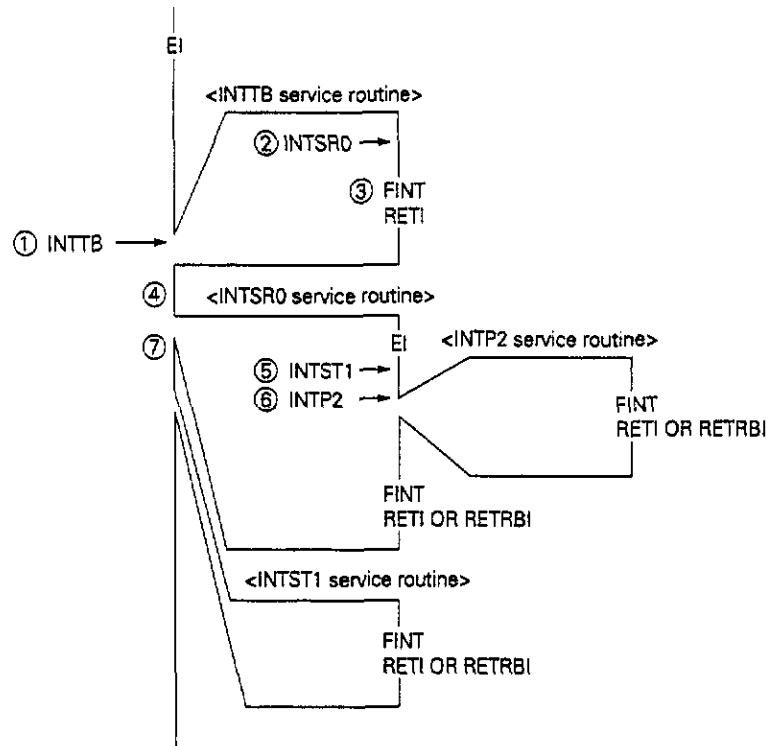 EI
<INTTB service routine>
② INTSR0
③ FINT
RETI
① INTTB
④
<INTSR0 service routine>
⑦
EI
<INTP2 service routine>
⑤ INTST1
⑥ INTP2
FINT
RETI OR RETRBI
FINT
RETI OR RETRBI
<INTST1 service routine>
FINT
RETI OR RETRBI